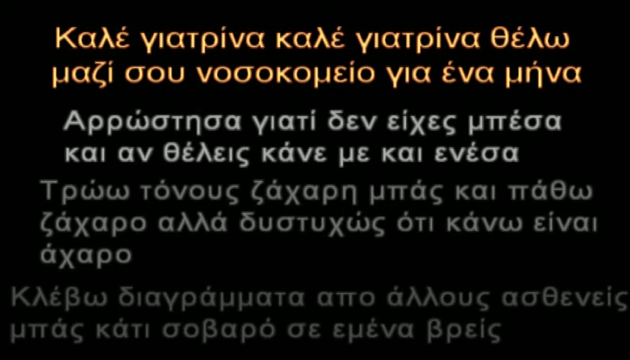 Καλέ γιατρίνα καλέ γιατρίνα θέλω
μαζί σου νοσοκομείο για ένα μήνα
Αρρώστησα γιατί δεν είχες μπέσα
και αν θέλεις κάνε με και ενέσα
Τρώω τόνους ζάχαρη μπάς και πάθω
ζάχαρο αλλά δυστυχώς ότι κάνω είναι
άχαρο
Κλέβω διαγράμματα απο άλλους ασθενείς
μπάς κάτι σοβαρό σε εμένα βρείς